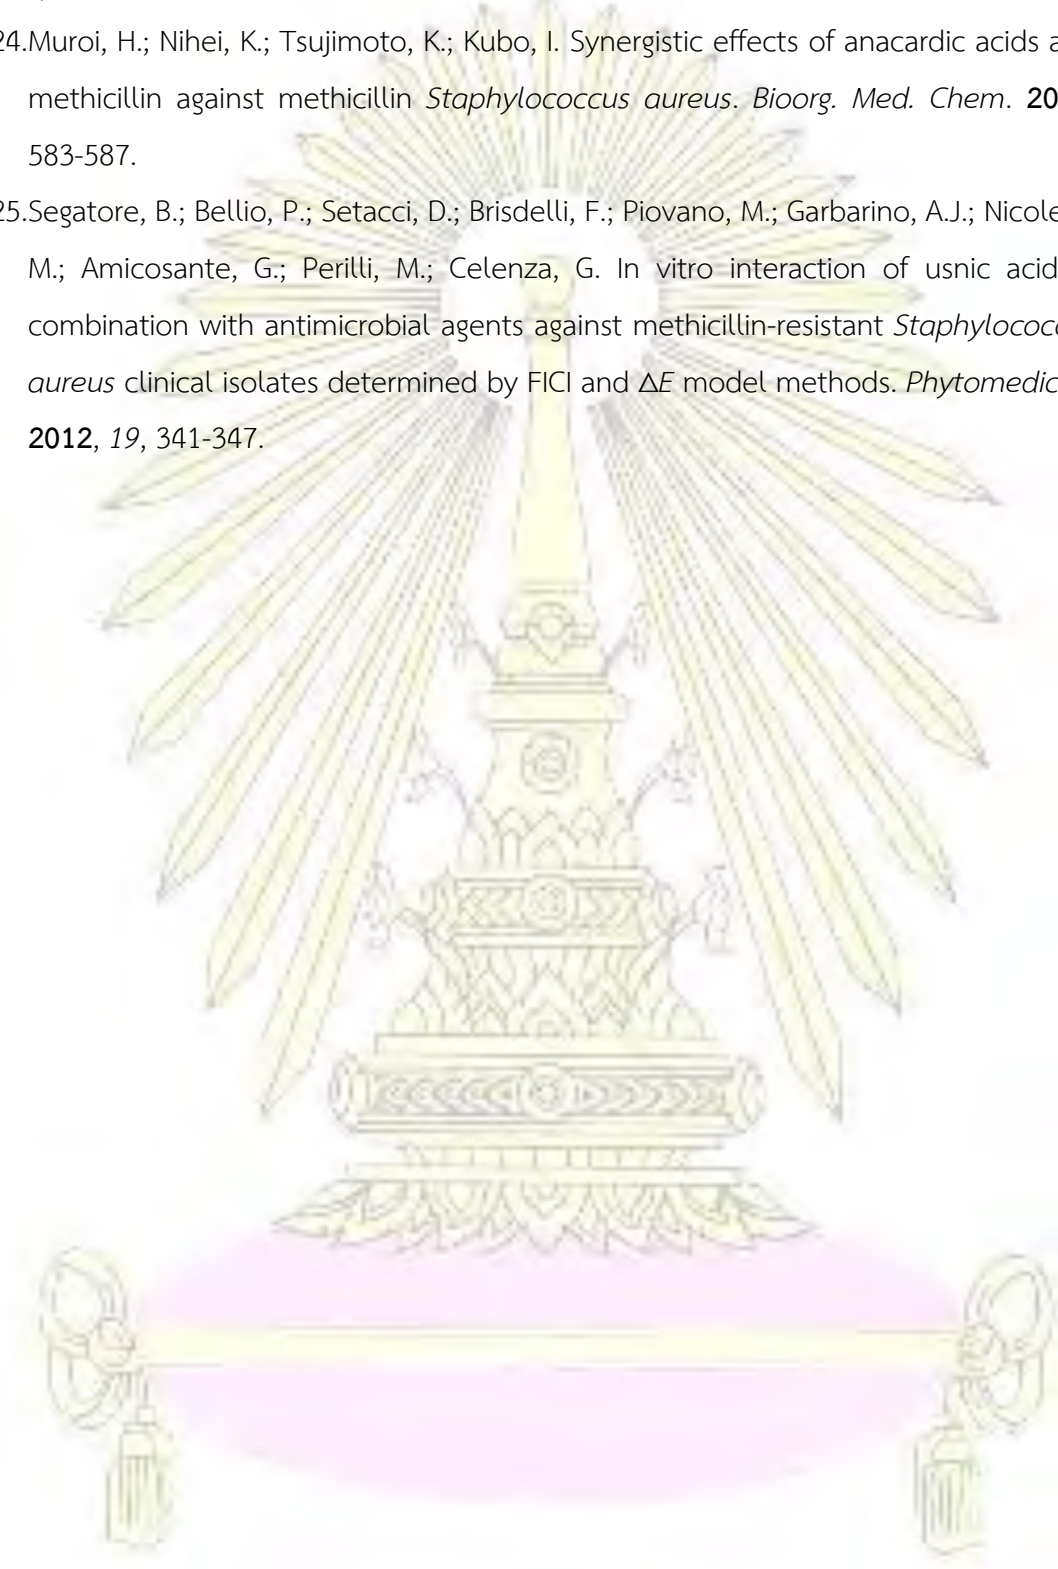 24.Muroi, H.; Nihei, K.; Tsujimoto, K.; Kubo, I. Synergistic effects of anacardic acids
methicillin against methicillin Staphylococcus aureus. Bioorg. Med. Chem. 20
583-587.
25.Segatore, B.; Bellio, P.; Setacci, D.; Brisdelli, F.; Piovano, M.; Garbarino, A.J.; Nicole
M.; Amicosante, G.; Perilli, M.; Celenza, G. In vitro interaction of usnic acid
combination with antimicrobial agents against methicillin-resistant Staphylococc
aureus clinical isolates determined by FICI and ΔE model methods. Phytomedic
2012, 19, 341-347.